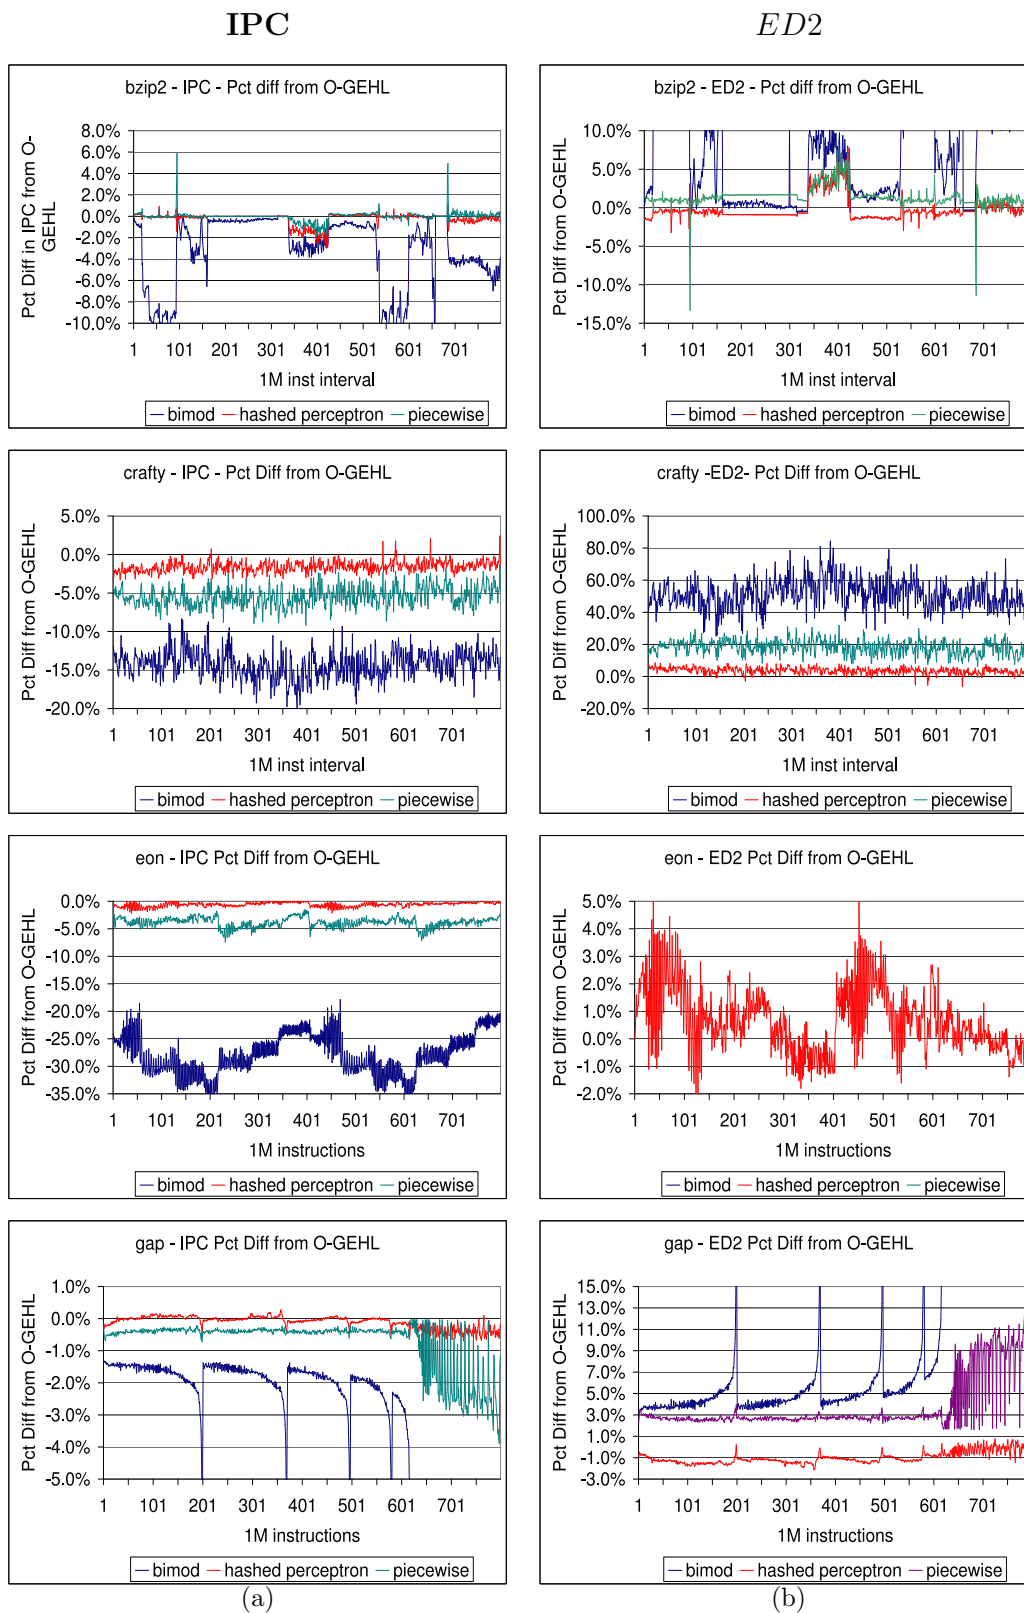 IPC
ED2
bzip2 - IPC - Pct diff from O-GEHL
Pct Diff in IPC from O-
GEHL
8.0%
6.0%
4.0%
2.0%
0.0%
-2.0%
-4.0%
-6.0%
-8.0%
-10.0%
1 101 201 301 401 501 601 701
1M inst interval
bimod hashed perceptron piecewise
bzip2 - ED2 - Pct diff from O-GEHL
Pct Diff from O-GEHL
10.0%
5.0%
0.0%
-5.0%
-10.0%
-15.0%
1 101 201 301 401 501 601 701
1M inst interval
bimod hashed perceptron piecewise
crafty - IPC - Pct Diff from O-GEHL
Pct Diff from O-GEHL
5.0%
0.0%
-5.0%
-10.0%
-15.0%
-20.0%
1 101 201 301 401 501 601 701
1M inst interval
bimod hashed perceptron piecewise
crafty -ED2- Pct Diff from O-GEHL
Pct Diff from O-GEHL
100.0%
80.0%
60.0%
40.0%
20.0%
0.0%
-20.0%
1 101 201 301 401 501 601 701
1M inst interval
bimod hashed perceptron piecewise
eon - IPC Pct Diff from O-GEHL
Pct Diff from O-GEHL
0.0%
-5.0%
-10.0%
-15.0%
-20.0%
-25.0%
-30.0%
-35.0%
1 101 201 301 401 501 601 701
1M instructions
bimod hashed perceptron piecewise
eon - ED2 Pct Diff from O-GEHL
Pct Diff from O-GEHL
5.0%
4.0%
3.0%
2.0%
1.0%
0.0%
-1.0%
-2.0%
1 101 201 301 401 501 601 701
1M instructions
bimod hashed perceptron piecewise
gap - IPC Pct Diff from O-GEHL
Pct Diff from O-GEHL
1.0%
0.0%
-1.0%
-2.0%
-3.0%
-4.0%
-5.0%
1 101 201 301 401 501 601 701
1M instructions
bimod hashed perceptron piecewise
gap - ED2 Pct Diff from O-GEHL
Pct Diff from O-GEHL
15.0%
13.0%
11.0%
9.0%
7.0%
5.0%
3.0%
1.0%
-1.0%
-3.0%
1 101 201 301 401 501 601 701
1M instructions
bimod hashed perceptron piecewise
(a)
(b)